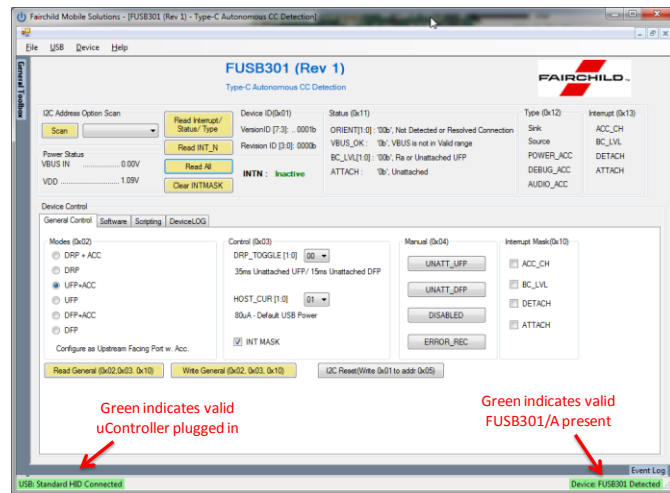 Fairchild Mobile Solutions - [FUSB301 (Rev 1) - Type-C Autonomous CC Detection]
File USB Device Help
General Toolbox
FUSB301 (Rev 1)
Type-C Autonomous CC Detection
FAIRCHILD
I2C Address Option Scan
Scan
Power Status
VBUS IN .............. 0.00V
VDD ..................... 1.09V
Read Interrupt/
Status/ Type
Read INT_N
Read All
Clear INTMASK
Device ID(0x01)
VersionID [7:3]: .. 0001b
Revision ID [3:0]: 0000b
INTN : Inactive
Status (0x11)
ORIENT[1:0] : '00b', Not Detected or Resolved Connection
VBUS_OK : '0b', VBUS is not in Valid range
BC_LVL[1:0] : '00b', Ra or Unattached UFP
ATTACH : '0b', Unattached
Type (0x12)
Sink
Source
POWER_ACC
DEBUG_ACC
AUDIO_ACC
Interrupt (0x13)
ACC_CH
BC_LVL
DETACH
ATTACH
Device Control
General Control Software Scripting DeviceLOG
Modes (0x02)
DRP + ACC
DRP
UFP+ACC
UFP
DFP+ACC
DFP
Configure as Upstream Facing Port w. Acc.
Control (0x03)
DRP_TOGGLE [1:0] 00
35ms Unattached UFP/ 15ms Unattached DFP
HOST_CUR [1:0] 01
80uA - Default USB Power
INT MASK
Manual (0x04)
UNATT_UFP
UNATT_DFP
DISABLED
ERROR_REC
Interrupt Mask(0x10)
ACC_CH
BC_LVL
DETACH
ATTACH
Read General (0x02,0x03. 0x10) Write General (0x02, 0x03. 0x10) I2C Reset(Write 0x01 to addr 0x05)
Green indicates valid
uController plugged in
Green indicates valid
FUSB301/A present
Event Log
USB: Standard HID Connected
Device: FUSB301 Detected